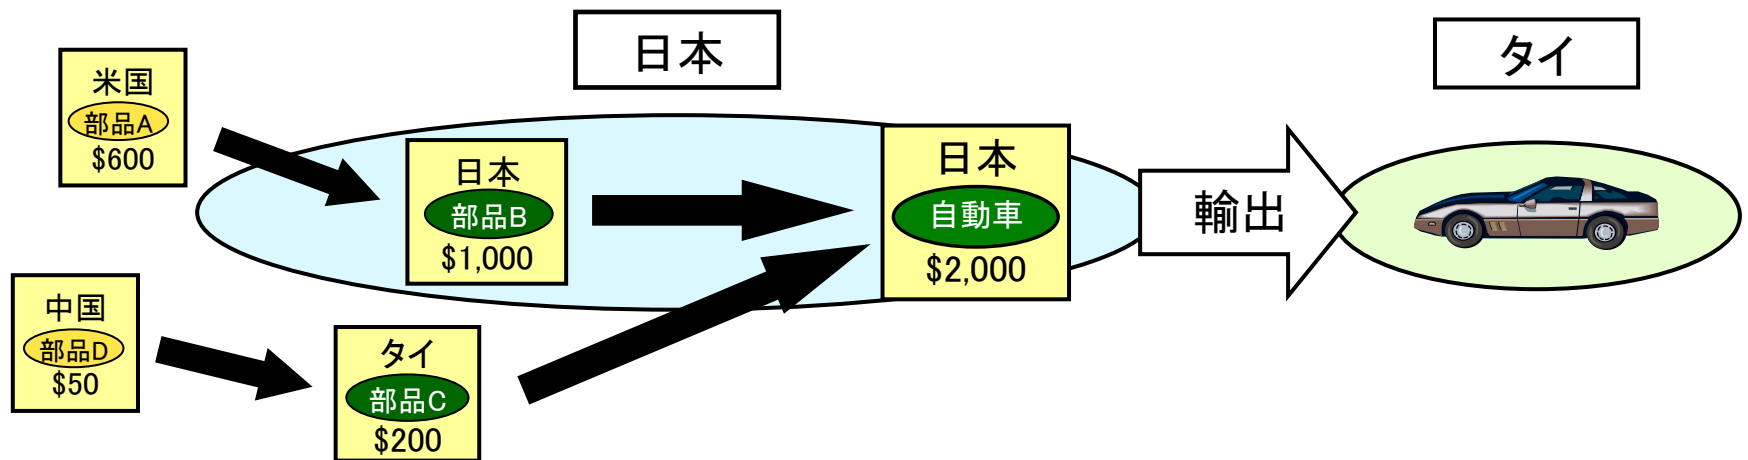 日本
タイ
米国
部品A
$600
日本
部品B
$1,000
日本
自動車
$2,000
輸出
中国
部品D
$50
タイ
部品C
$200